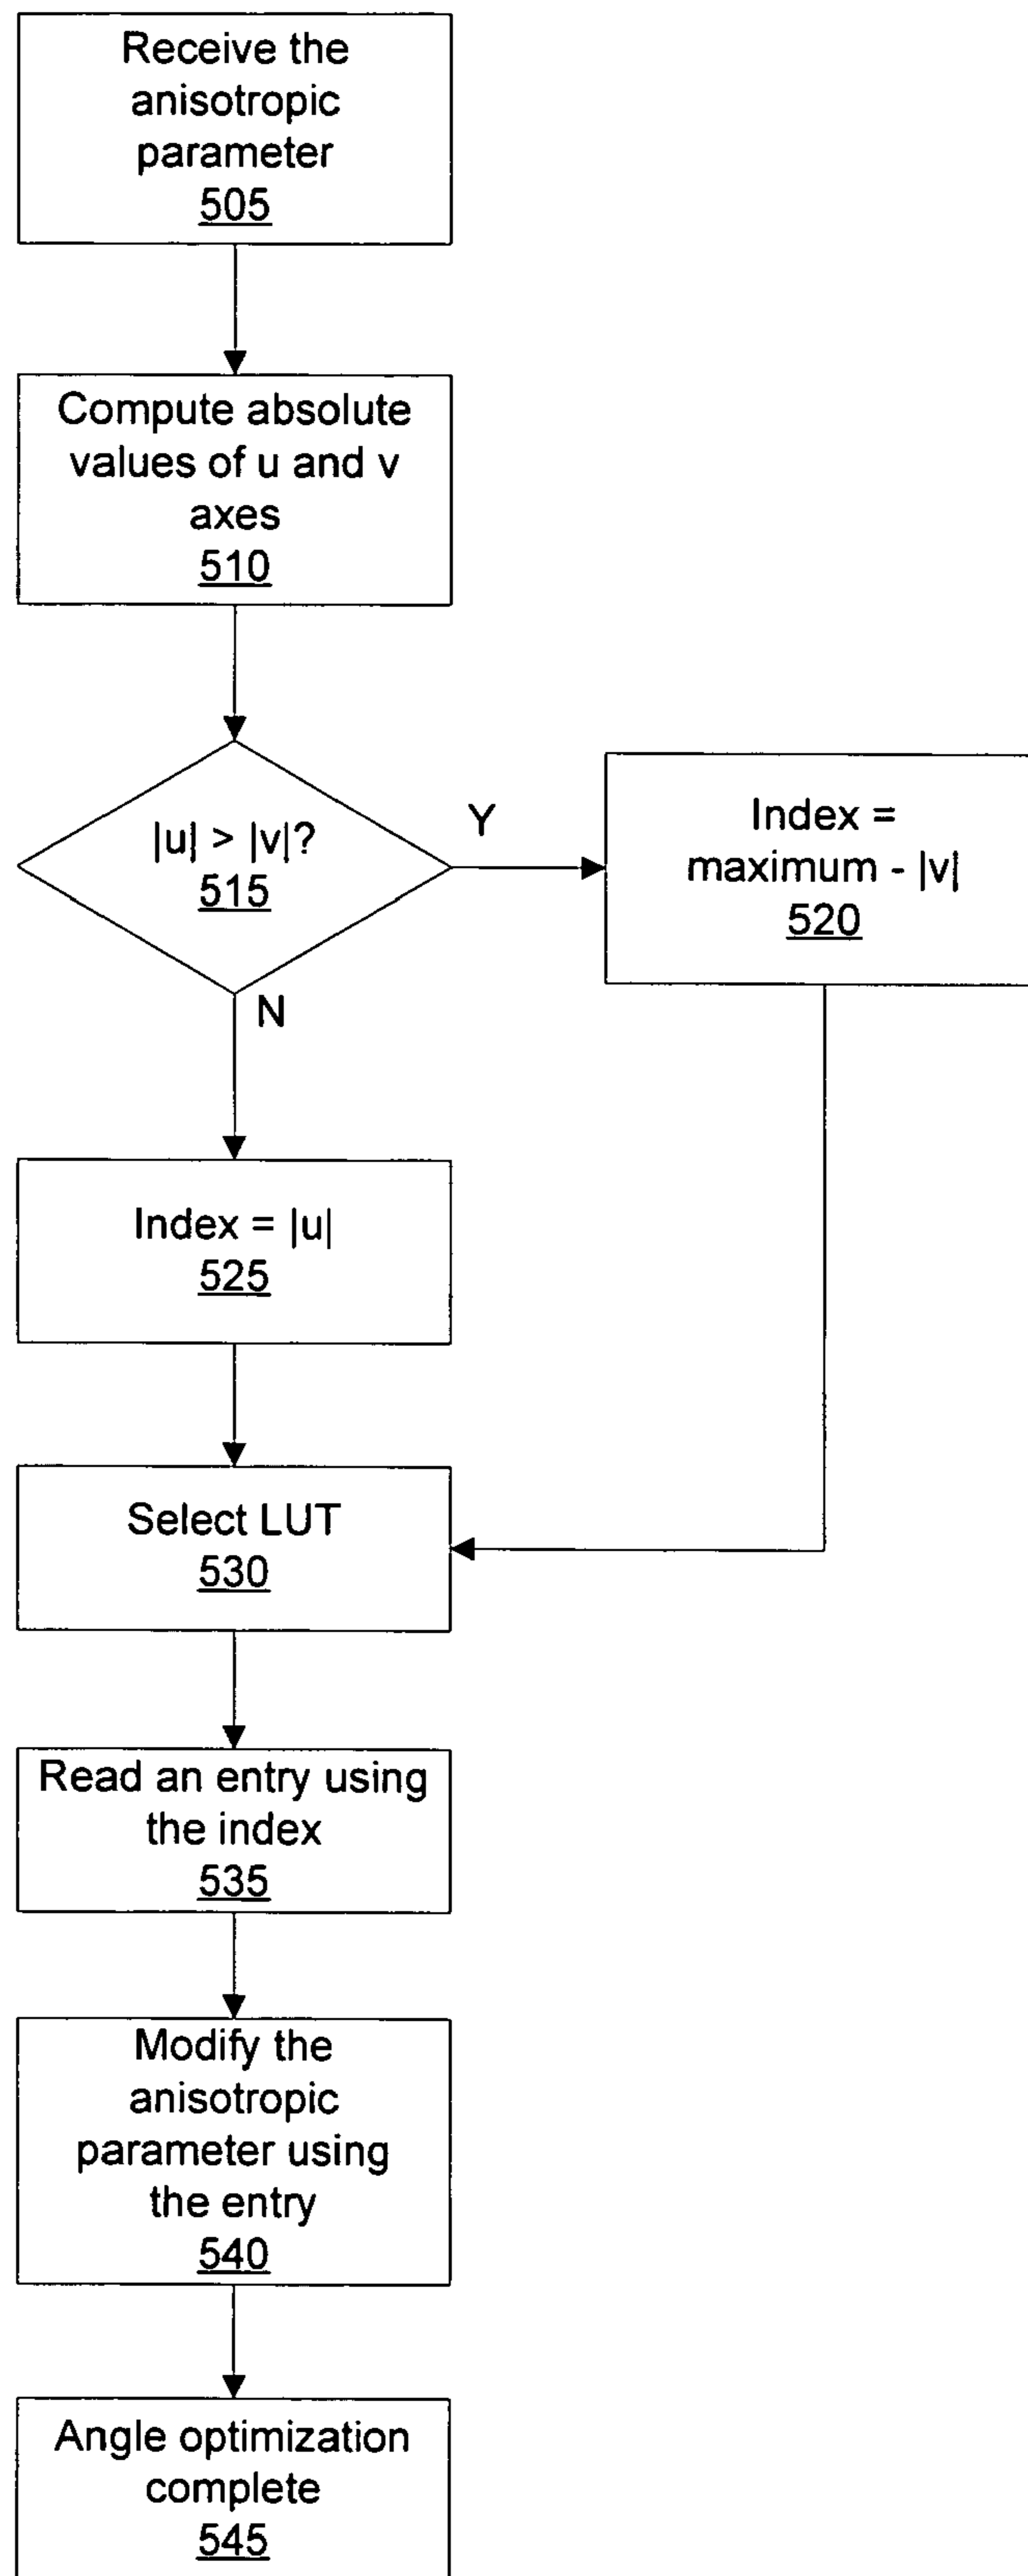 Receive the
anisotropic
parameter
505
Compute absolute
values of u and v
axes
510
|u| > |v|?
515
Y
Index =
maximum - |v|
520
N
Index = |u|
525
Select LUT
530
Read an entry using
the index
535
Modify the
anisotropic
parameter using
the entry
540
Angle optimization
complete
545